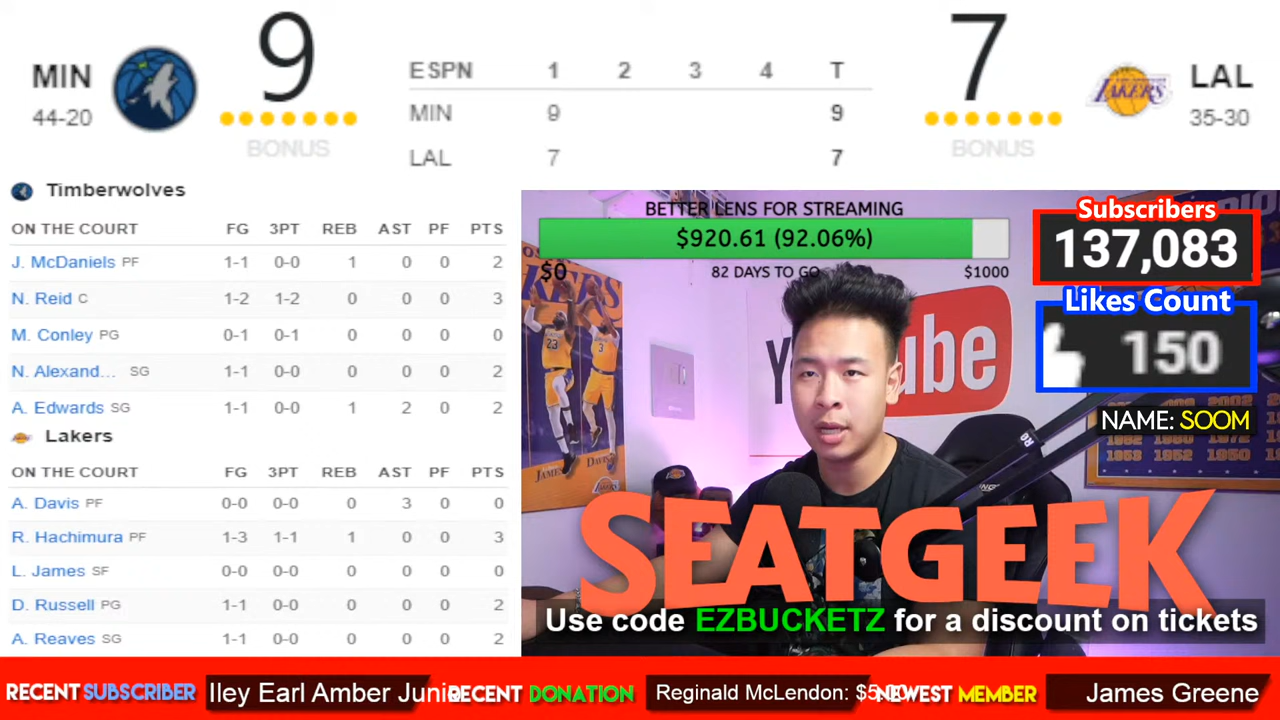 MIN
44-20
9
BONUS
ESPN 1 2 3 4 T
MIN 9 9
LAL 7 7
7
BONUS
LAKERS
LAL
35-30
Timberwolves
ON THE COURT FG 3PT REB AST PF PTS
J. McDaniels PF 1-1 0-0 1 0 0 2
N. Reid C 1-2 1-2 0 0 0 3
M. Conley PG 0-1 0-1 0 0 0 0
N. Alexand... SG 1-1 0-0 0 0 0 2
A. Edwards SG 1-1 0-0 1 2 0 2
Lakers
ON THE COURT FG 3PT REB AST PF PTS
A. Davis PF 0-0 0-0 0 3 0 0
R. Hachimura PF 1-3 1-1 1 0 0 3
L. James SF 0-0 0-0 0 0 0 0
D. Russell PG 1-1 0-0 0 0 0 2
A. Reaves SG 1-1 0-0 0 0 0 2
BETTER LENS FOR STREAMING
$920.61 (92.06%)
$0 82 DAYS TO GO $1000
Subscribers
137,083
Likes Count
150
NAME: SOOM
YouTube
23
3
JAMES DAVIS
SEATGEEK
Use code EZBUCKETZ for a discount on tickets
RECENT SUBSCRIBER Iley Earl Amber Junio RECENT DONATION Reginald McLendon: $5.00 NEWEST MEMBER James Greene